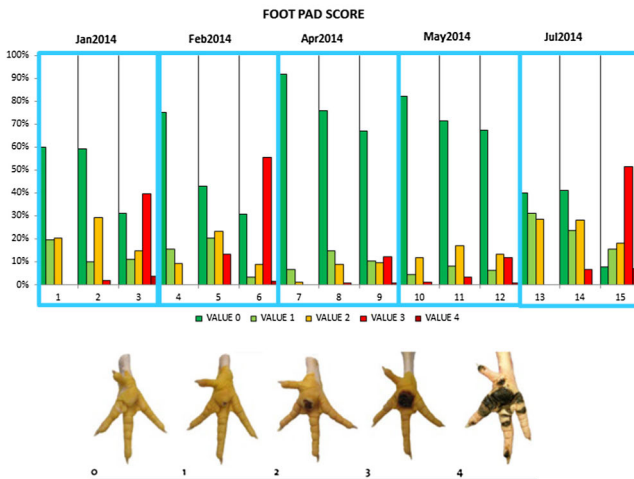 FOOT PAD SCORE
Jan2014 Feb2014 Apr2014 May2014 Jul2014
100%
90%
80%
70%
60%
50%
40%
30%
20%
10%
0%
1 2 3 4 5 6 7 8 9 10 11 12 13 14 15
VALUE 0 VALUE 1 VALUE 2 VALUE 3 VALUE 4
0 1 2 3 4